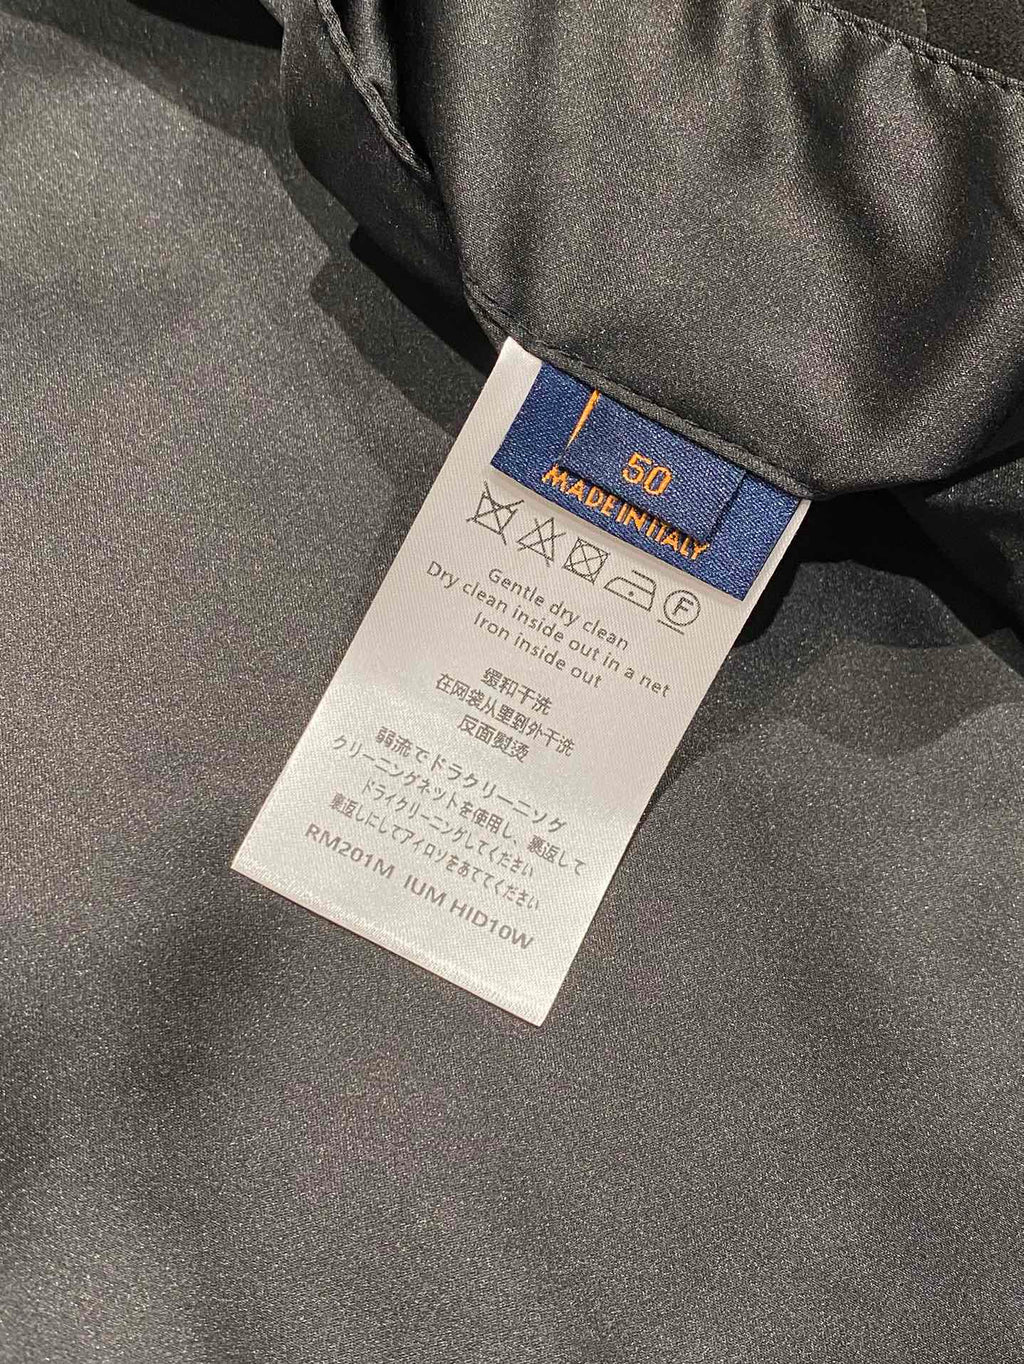 50
MADE IN ITALY
F
Gentle dry clean
Dry clean inside out in a net
Iron inside out
缓和干洗
在网袋从里到外干洗
反面熨烫
弱流でドラクリーニソグ
クリーニングネットを使用し、裏返して
ドライクリーニングしてください
裏返しにしてアイロソをあててください
RM201M IUM HID10W